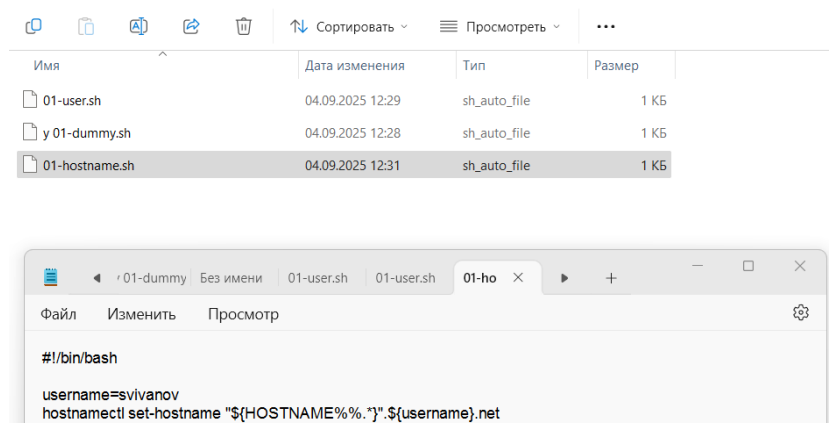 Сортировать Просмотреть
Имя Дата изменения Тип Размер
01-user.sh 04.09.2025 12:29 sh_auto_file 1 КБ
y 01-dummy.sh 04.09.2025 12:28 sh_auto_file 1 КБ
01-hostname.sh 04.09.2025 12:31 sh_auto_file 1 КБ
01-dummy Без имени 01-user.sh 01-user.sh 01-ho
Файл Изменить Просмотр
#!/bin/bash
username=svivanov
hostnamectl set-hostname "${HOSTNAME%%.*}".${username}.net